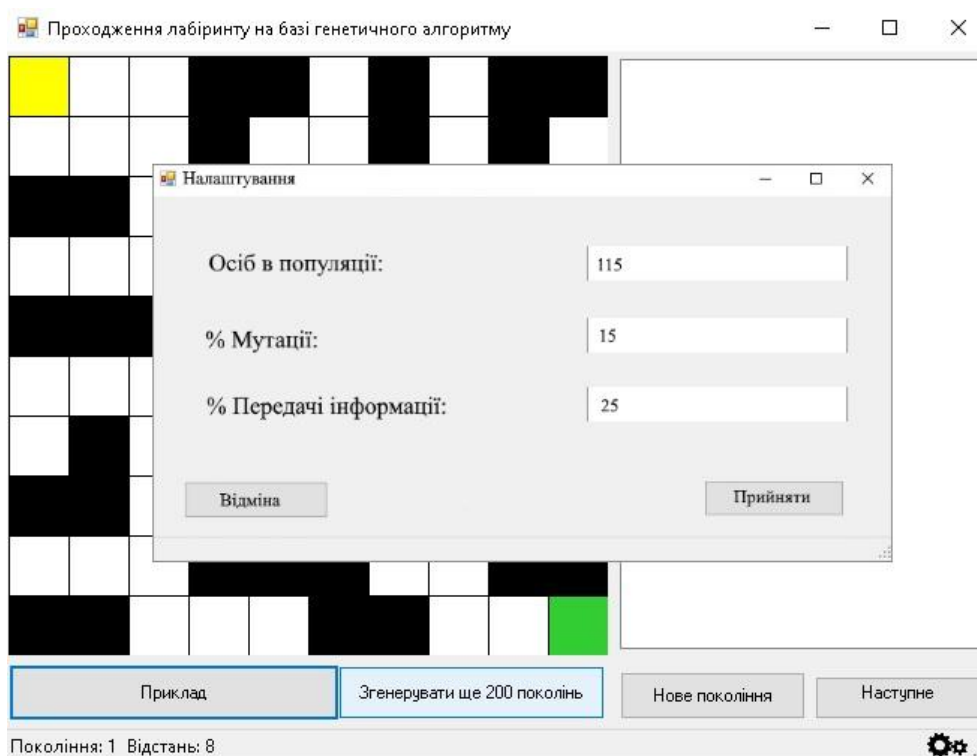 Проходження лабіринту на базі генетичного алгоритму
Налаштування
Осіб в популяції: 115
% Мутації: 15
% Передачі інформації: 25
Відміна Прийняти
Приклад Згенерувати ще 200 поколінь Нове покоління Наступне
Покоління: 1 Відстань: 8